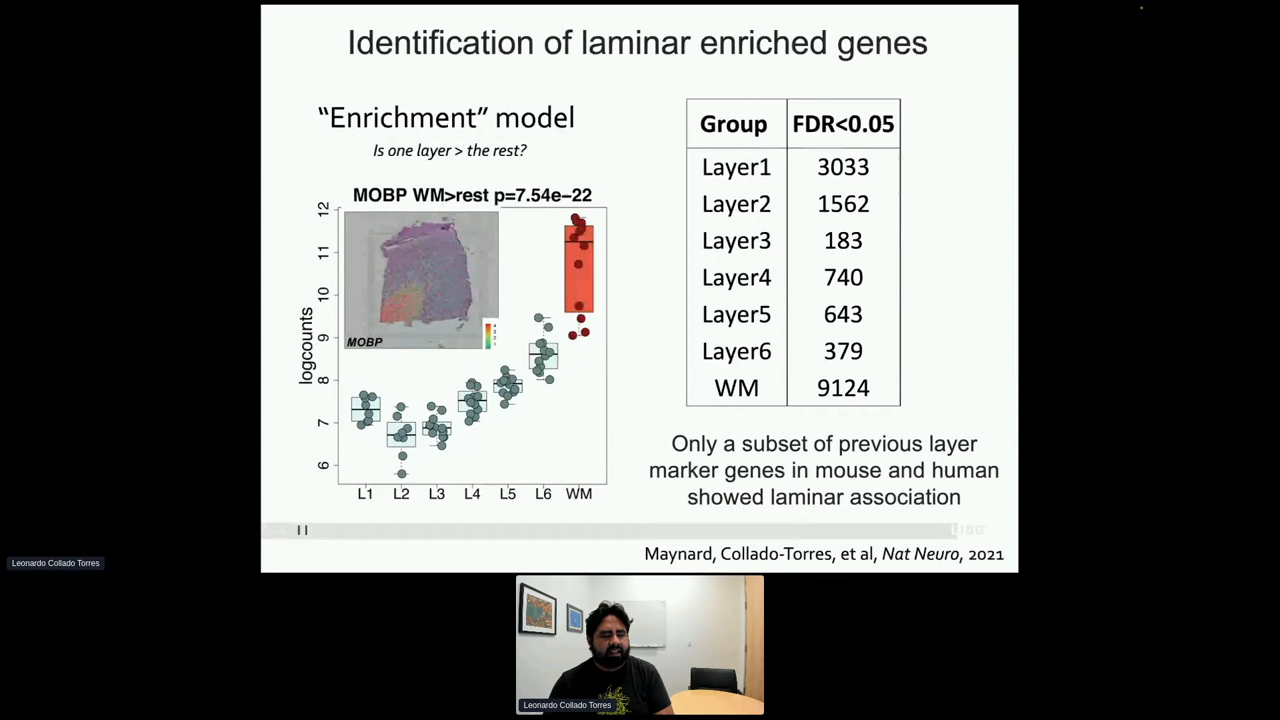 Identification of laminar enriched genes
“Enrichment” model
Is one layer > the rest?
MOBP WM>rest p=7.54e−22
logcounts
12
11
10
9
8
7
6
MOBP
L1 L2 L3 L4 L5 L6 WM
Group FDR<0.05
Layer1 3033
Layer2 1562
Layer3 183
Layer4 740
Layer5 643
Layer6 379
WM 9124
Only a subset of previous layer
marker genes in mouse and human
showed laminar association
Maynard, Collado-Torres, et al, Nat Neuro, 2021
Leonardo Collado Torres
Leonardo Collado Torres